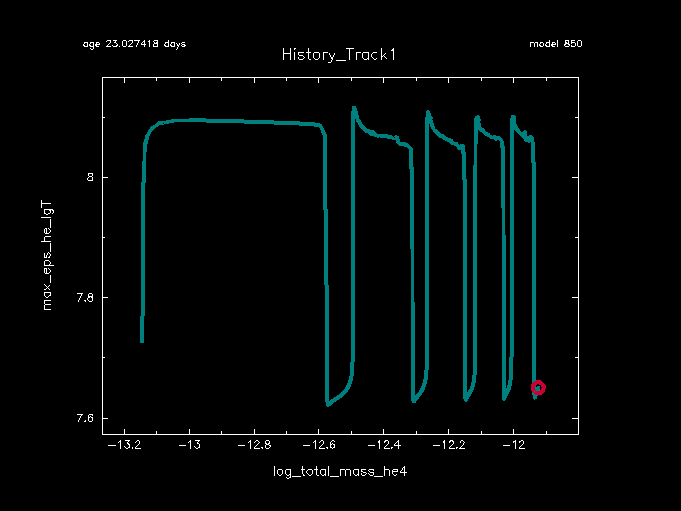 age 23.027418 days
model 850
History_Track1
max_eps_he_lgT
8
7.8
7.6
-13.2
-13
-12.8
-12.6
-12.4
-12.2
-12
log_total_mass_he4